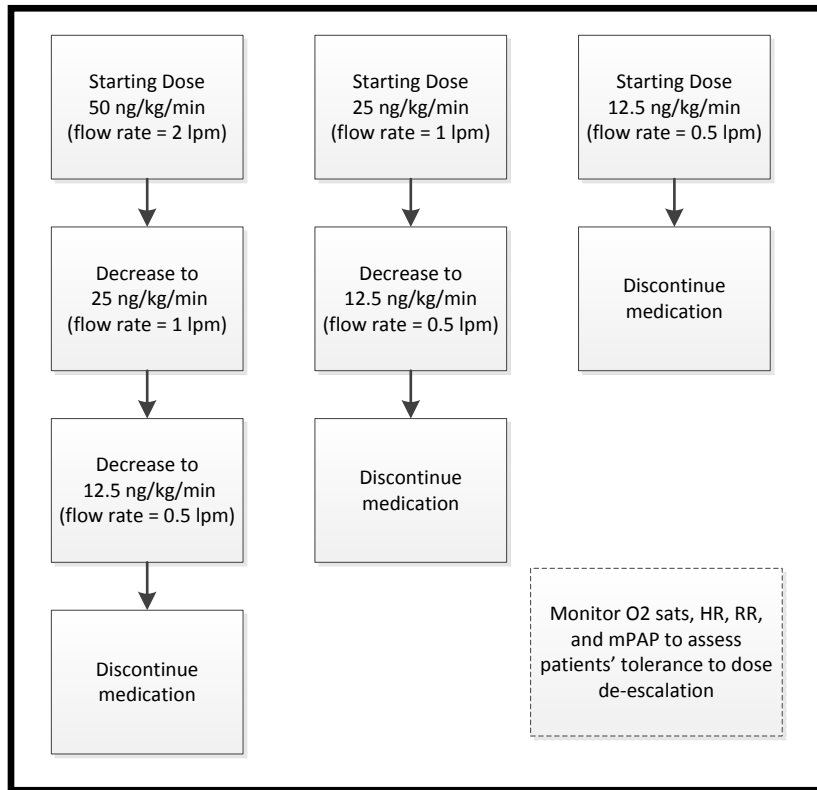 Starting Dose
50 ng/kg/min
(flow rate = 2 lpm)
Decrease to
25 ng/kg/min
(flow rate = 1 lpm)
Decrease to
12.5 ng/kg/min
(flow rate = 0.5 lpm)
Discontinue
medication
Starting Dose
25 ng/kg/min
(flow rate = 1 lpm)
Decrease to
12.5 ng/kg/min
(flow rate = 0.5 lpm)
Discontinue
medication
Starting Dose
12.5 ng/kg/min
(flow rate = 0.5 lpm)
Discontinue
medication
Monitor O2 sats, HR, RR,
and mPAP to assess
patients’ tolerance to dose
de-escalation